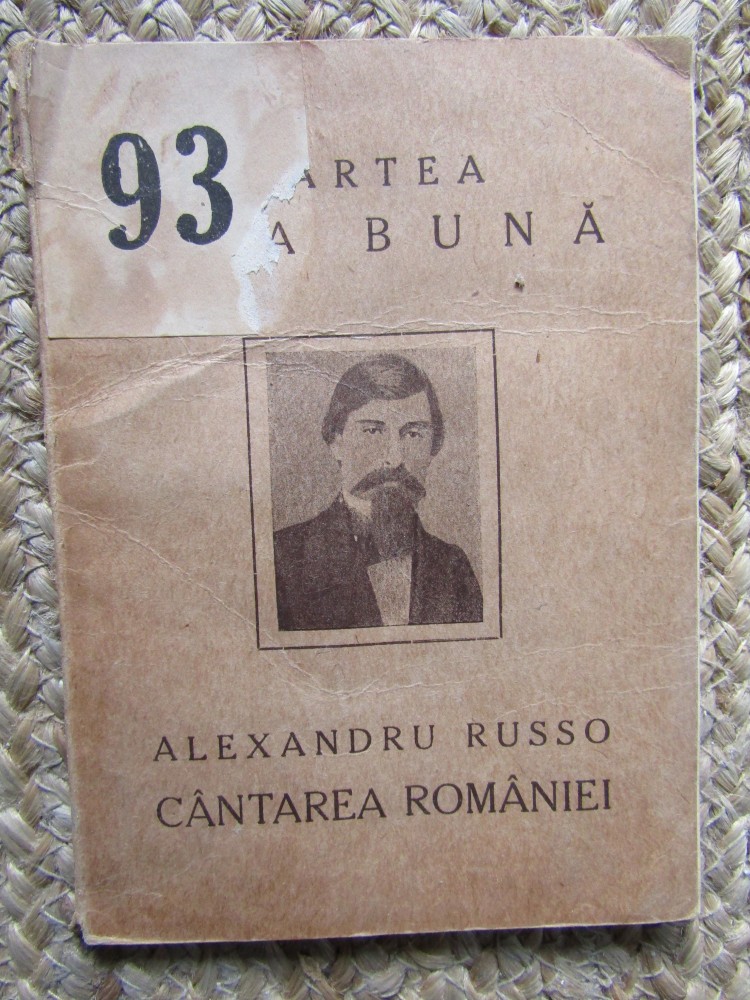 93
ARTEA
A BUNĂ
ALEXANDRU RUSSO
CÂNTAREA ROMÂNIEI